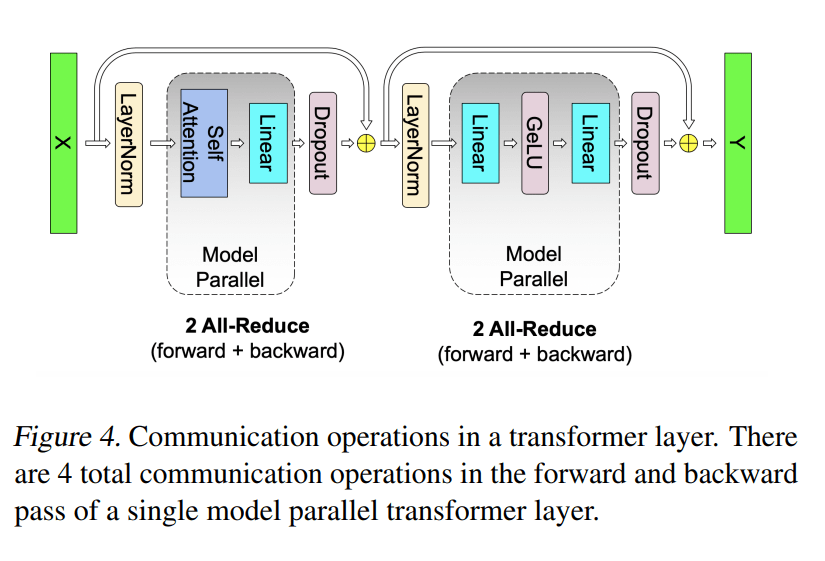 X
LayerNorm
Self
Attention
Linear
Dropout
LayerNorm
Linear
GeLU
Linear
Dropout
Y
Model
Parallel
Model
Parallel
2 All-Reduce
(forward + backward)
2 All-Reduce
(forward + backward)
Figure 4. Communication operations in a transformer layer. There
are 4 total communication operations in the forward and backward
pass of a single model parallel transformer layer.